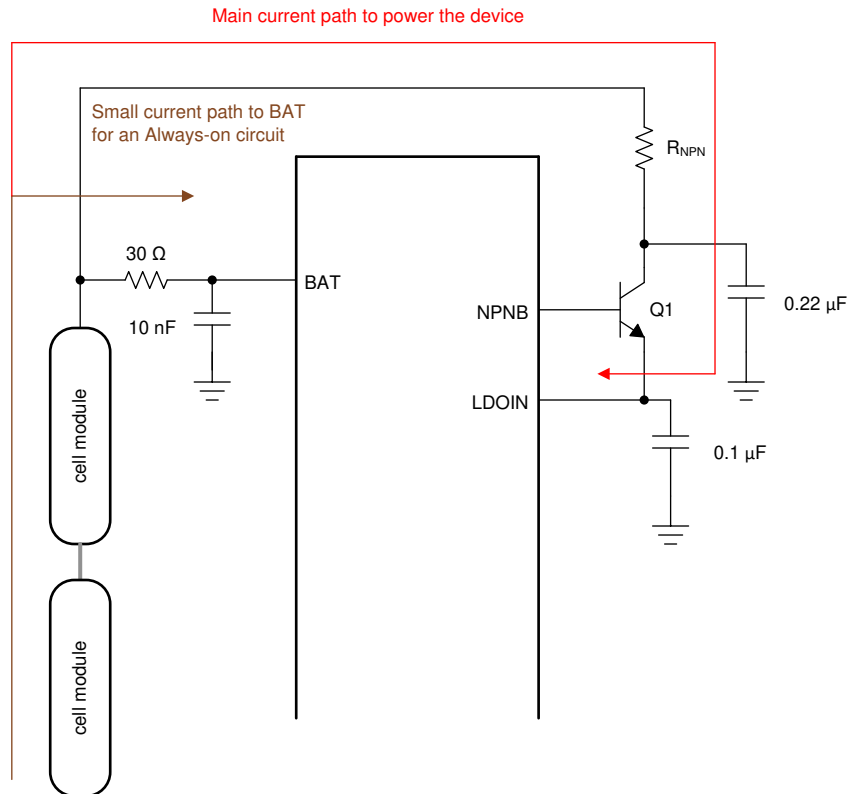 Main current path to power the device
Small current path to BAT
for an Always-on circuit
RNPN
30 Ω
BAT
10 nF
NPNB
Q1
0.22 µF
LDOIN
0.1 µF
cell module
cell module